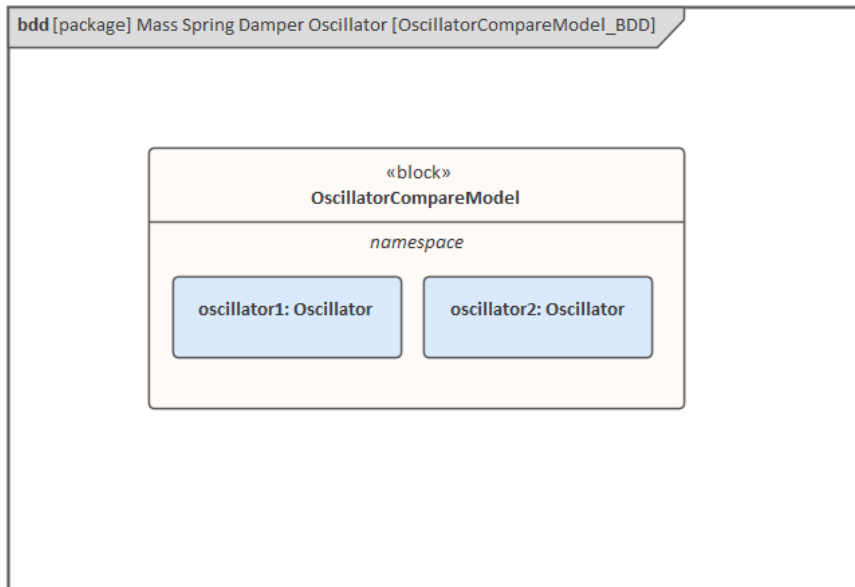 bdd [package] Mass Spring Damper Oscillator [OscillatorCompareModel_BDD]
«block»
OscillatorCompareModel
namespace
oscillator1: Oscillator
oscillator2: Oscillator